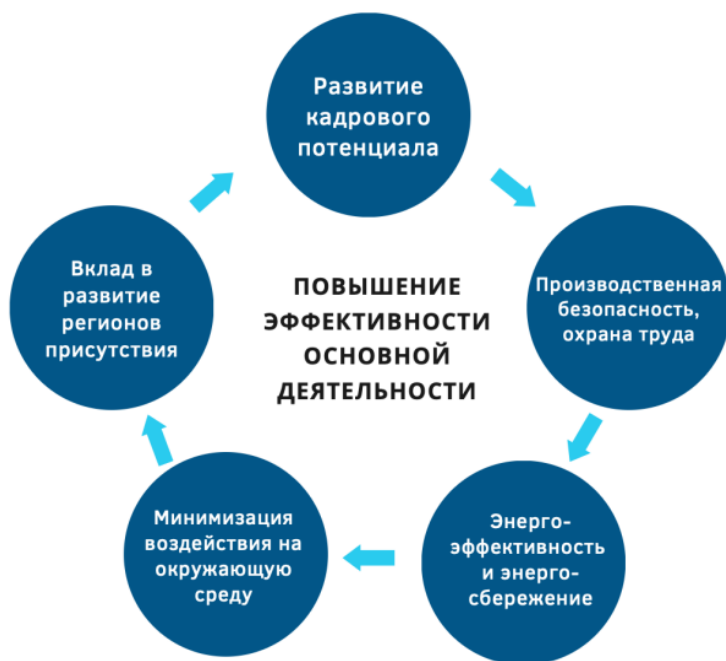 Развитие
кадрового
потенциала
Производственная
безопасность,
охрана труда
Энерго-
эффективность
и энерго-
сбережение
Минимизация
воздействия на
окружающую
среду
Вклад в
развитие
регионов
присутствия
ПОВЫШЕНИЕ
ЭФФЕКТИВНОСТИ
ОСНОВНОЙ
ДЕЯТЕЛЬНОСТИ